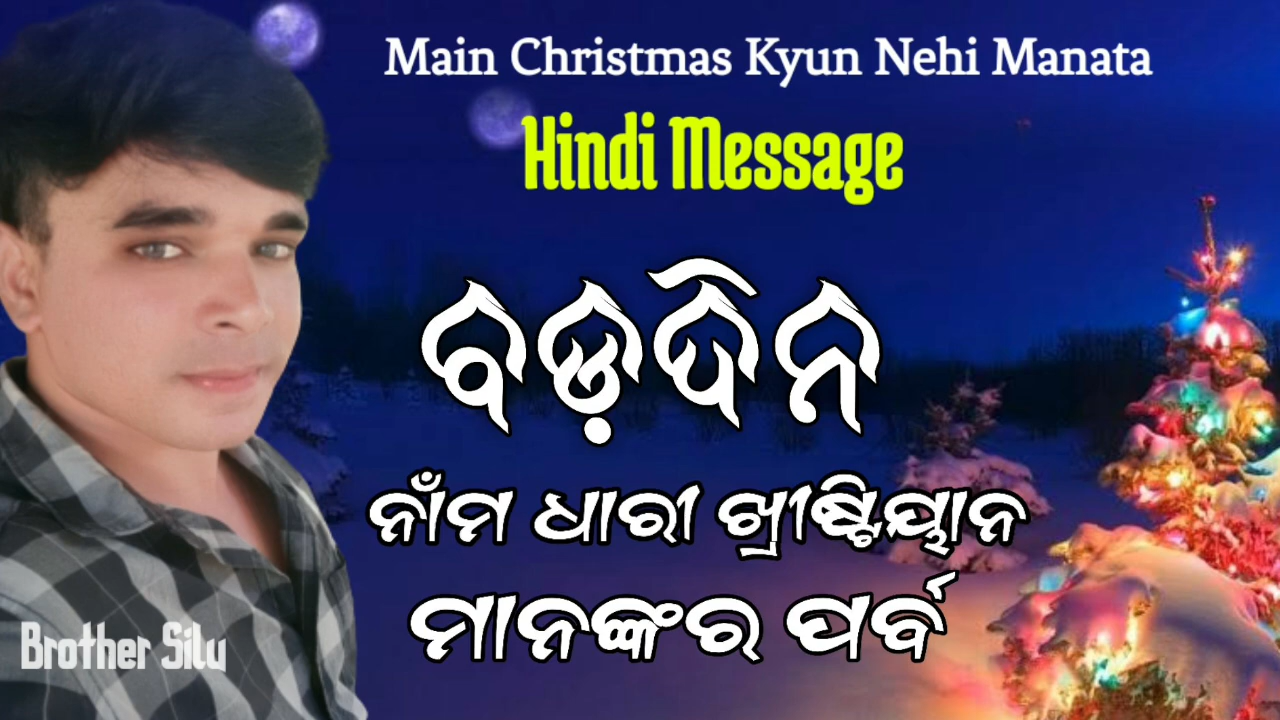 Main Christmas Kyun Nehi Manata
Hindi Message
ବଡ଼ଦିନ
ନାଁମ ଧାରୀ ଖ୍ରୀଷ୍ଟିୟାନ
ମାନଙ୍କର ପର୍ବ
Brother Silu